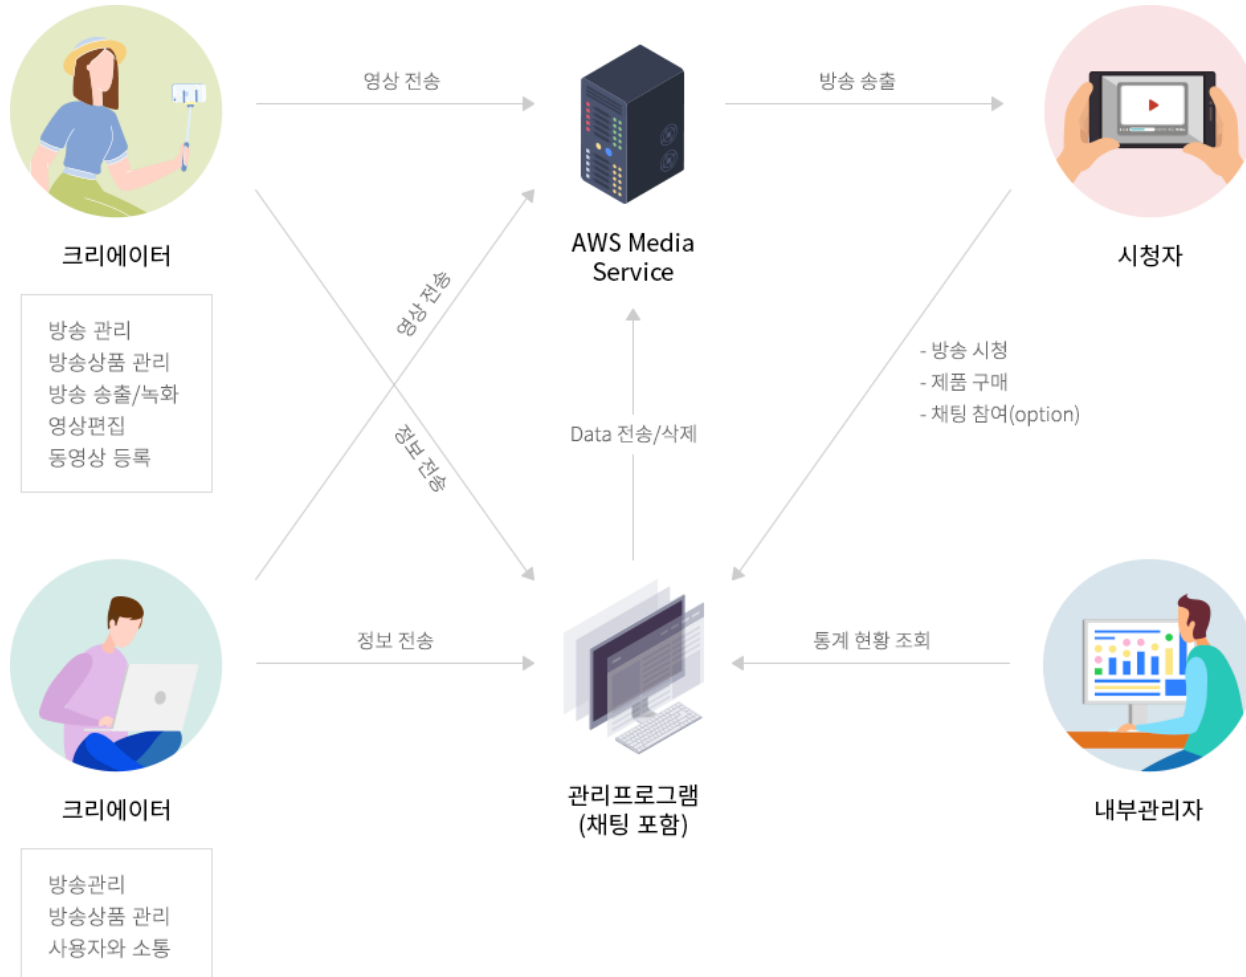 영상 전송
방송 송출
크리에이터
AWS Media
Service
시청자
방송 관리
방송상품 관리
방송 송출/녹화
영상편집
동영상 등록
영상 전송
정보 전송
Data 전송/삭제
- 방송 시청
- 제품 구매
- 채팅 참여(option)
정보 전송
통계 현황 조회
크리에이터
관리프로그램
(채팅 포함)
내부관리자
방송관리
방송상품 관리
사용자와 소통